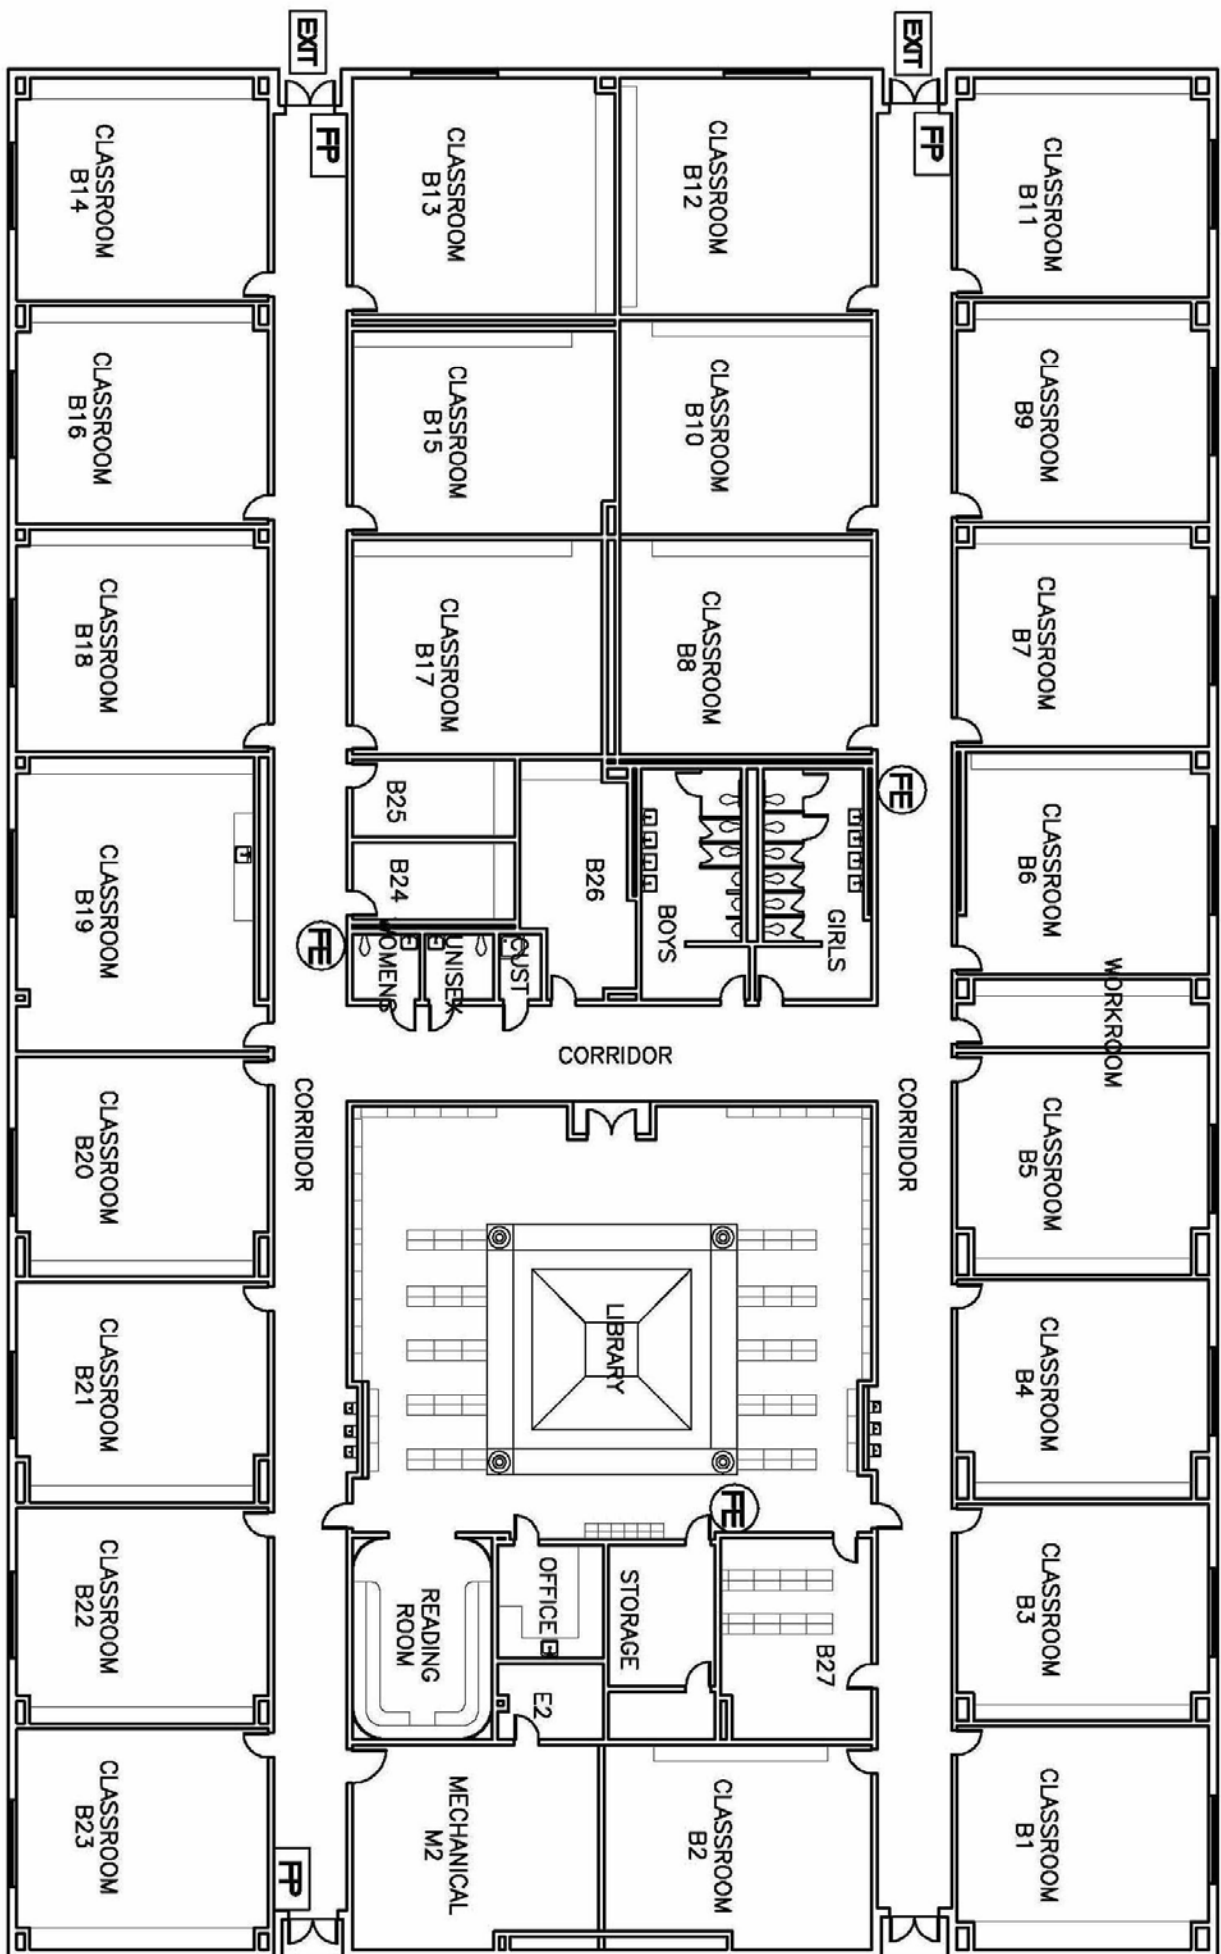 EXIT
EXIT
FP
FP
CLASSROOM
B14
CLASSROOM
B13
CLASSROOM
B12
CLASSROOM
B11
CLASSROOM
B16
CLASSROOM
B15
CLASSROOM
B10
CLASSROOM
B9
CLASSROOM
B18
CLASSROOM
B17
CLASSROOM
B8
CLASSROOM
B7
FE
B25
B24
B26
BOYS
GIRLS
CLASSROOM
B19
CLASSROOM
B6
FE
WOMENS
UNISEX
CUST
WORKROOM
CORRIDOR
CORRIDOR
CORRIDOR
CLASSROOM
B20
CLASSROOM
B5
LIBRARY
CLASSROOM
B21
CLASSROOM
B4
FE
CLASSROOM
B22
READING
ROOM
OFFICE
STORAGE
B27
CLASSROOM
B3
E2
CLASSROOM
B23
MECHANICAL
M2
CLASSROOM
B2
CLASSROOM
B1
FP